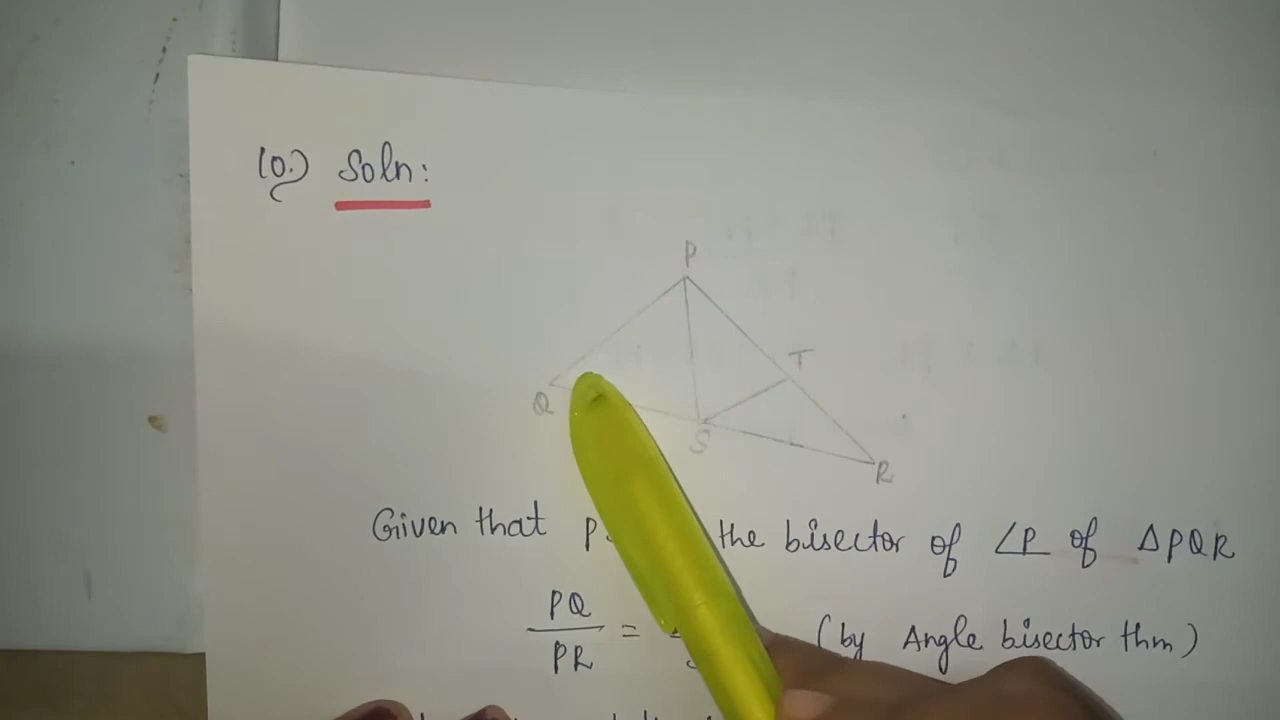 10.) Soln:
P
T
Q
S
R
Given that the bisector of ∠P of ΔPQR
PQ
PR
= (by Angle bisector thm)